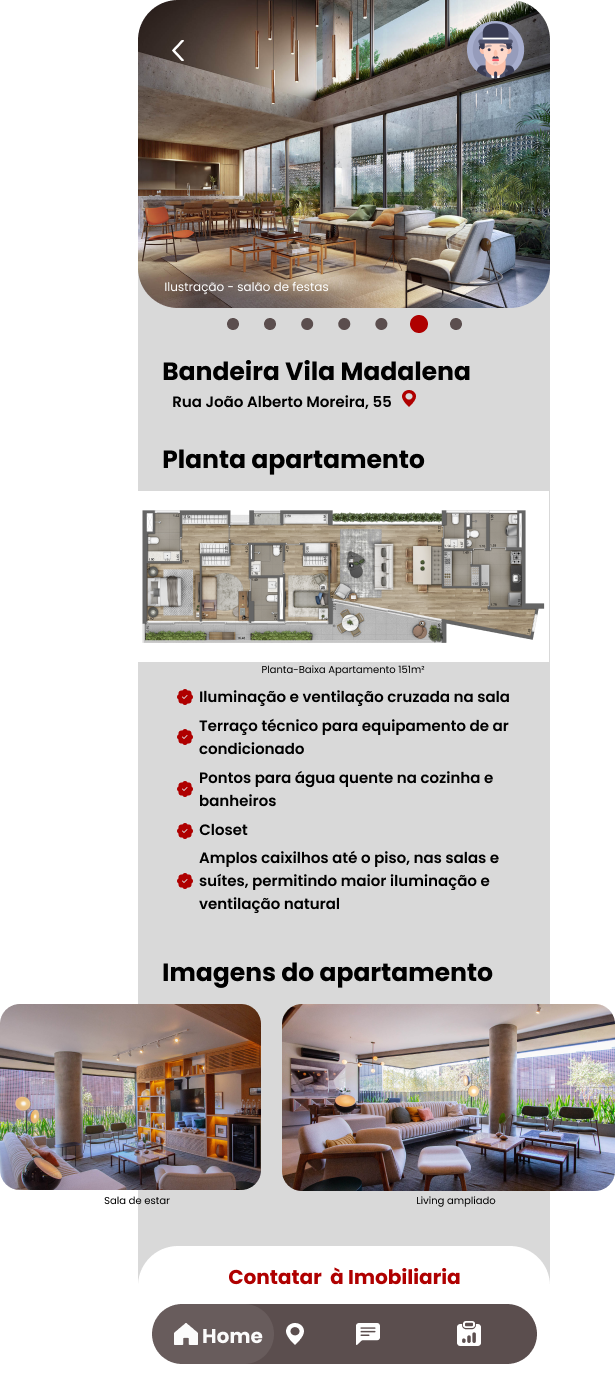 Ilustração - salão de festas
Bandeira Vila Madalena
Rua João Alberto Moreira, 55
Planta apartamento
Planta-Baixa Apartamento 151m²
Iluminação e ventilação cruzada na sala
Terraço técnico para equipamento de ar
condicionado
Pontos para água quente na cozinha e
banheiros
Closet
Amplos caixilhos até o piso, nas salas e
suítes, permitindo maior iluminação e
ventilação natural
Imagens do apartamento
Sala de estar
Living ampliado
Contatar à Imobiliaria
Home